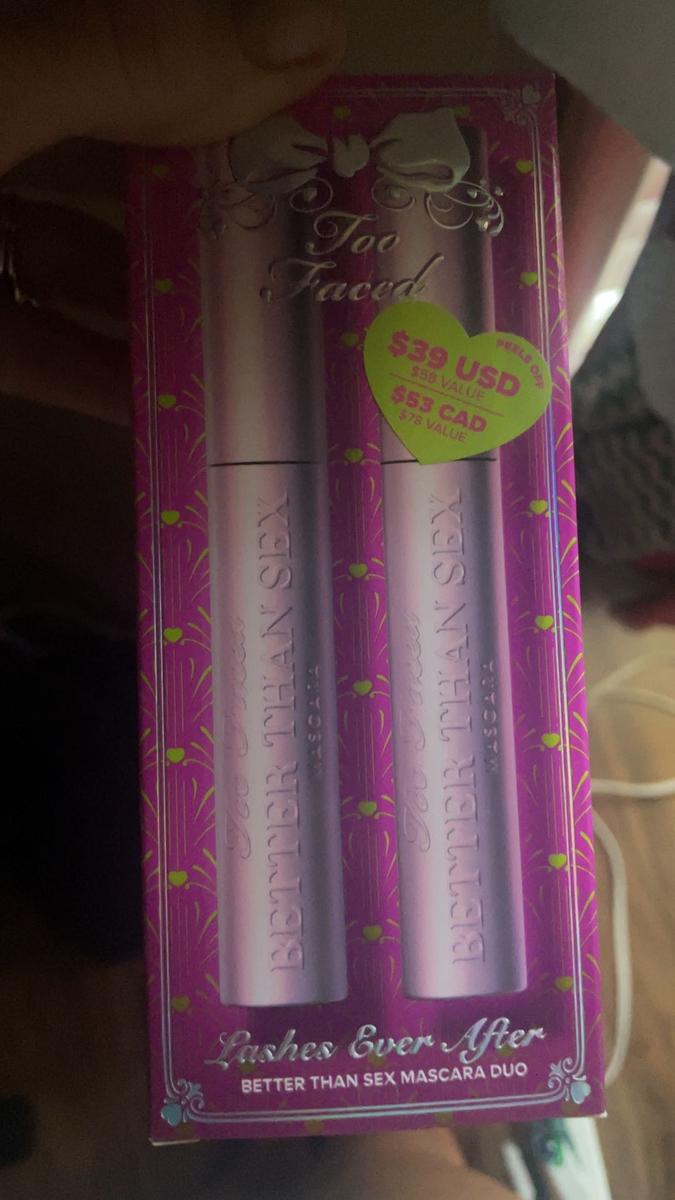 Too
Faced
$39 USD
$58 VALUE
$53 CAD
$78 VALUE
PEELS OFF
Too Faced
BETTER THAN SEX
MASCARA
Too Faced
BETTER THAN SEX
MASCARA
Lashes Ever After
BETTER THAN SEX MASCARA DUO